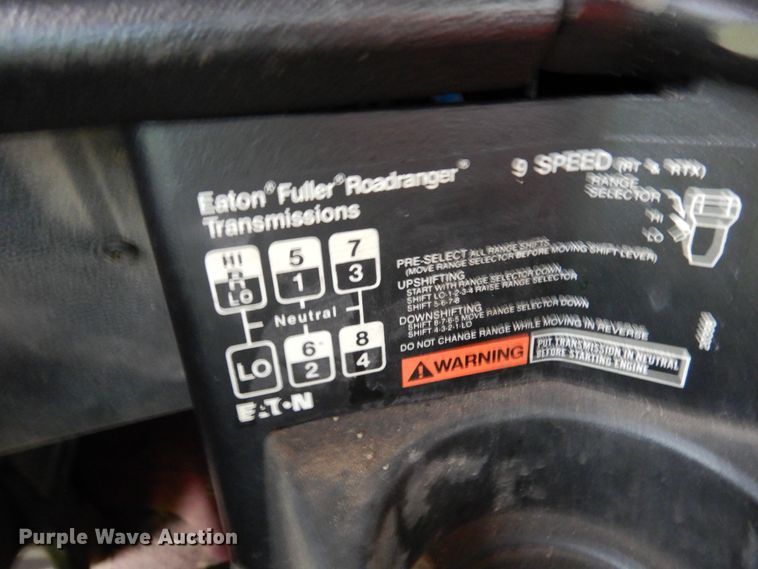 Eaton® Fuller® Roadranger®
Transmissions
9 SPEED (RT & RTX)
RANGE
SELECTOR
HI
LO
HI
R
LO
5
1
7
3
Neutral
LO
6
2
8
4
EATON
PRE-SELECT ALL RANGE SHIFTS
(MOVE RANGE SELECTOR BEFORE MOVING SHIFT LEVER)
UPSHIFTING
START WITH RANGE SELECTOR DOWN
SHIFT LO-1-2-3-4 RAISE RANGE SELECTOR
SHIFT 5-6-7-8
DOWNSHIFTING
SHIFT 8-7-6-5 MOVE RANGE SELECTOR DOWN
SHIFT 4-3-2-1-LO
DO NOT CHANGE RANGE WHILE MOVING IN REVERSE
WARNING
PUT TRANSMISSION IN NEUTRAL
BEFORE STARTING ENGINE
Purple Wave Auction